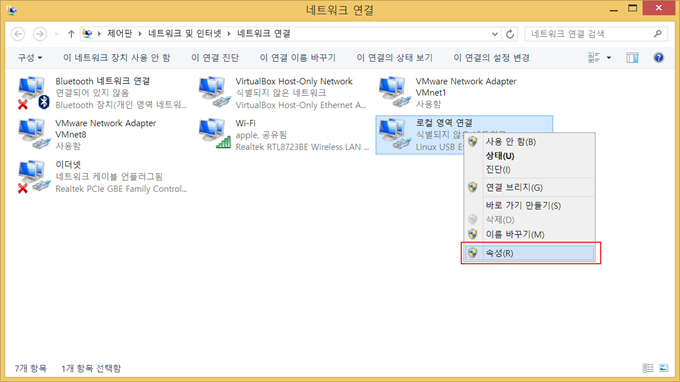 네트워크 연결
제어판 ▸ 네트워크 및 인터넷 ▸ 네트워크 연결
네트워크 연결 검색
구성 이 네트워크 장치 사용 안 함 이 연결 진단 이 연결 이름 바꾸기 이 연결의 상태 보기 이 연결의 설정 변경
Bluetooth 네트워크 연결
연결되어 있지 않음
Bluetooth 장치(개인 영역 네트워...
VirtualBox Host-Only Network
식별되지 않은 네트워크
VirtualBox Host-Only Ethernet A...
VMware Network Adapter
VMnet1
사용함
VMware Network Adapter
VMnet8
사용함
Wi-Fi
apple, 공유됨
Realtek RTL8723BE Wireless LAN ...
로컬 영역 연결
식별되지 않은 네트워크
Linux USB E
이더넷
네트워크 케이블 언플러그됨
Realtek PCIe GBE Family Control...
사용 안 함(B)
상태(U)
진단(I)
연결 브리지(G)
바로 가기 만들기(S)
삭제(D)
이름 바꾸기(M)
속성(R)
7개 항목 1개 항목 선택함